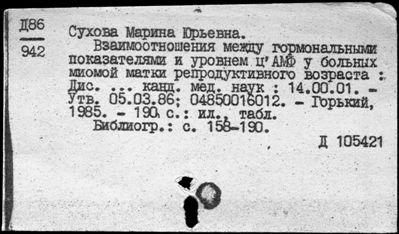 Д86
942
Сухова Марина Юрьевна.
Взаимоотношения между гормональными
показателями и уровнем ц'АМФ у больных
миомой матки репродуктивного возраста :
Дис. ... канд. мед. наук : 14.00.01. -
Утв. 05.03.86; 04850016012. - Горький,
1985. - 190 с.: ил., табл.
Библиогр.: с. 158-190.
Д 105421